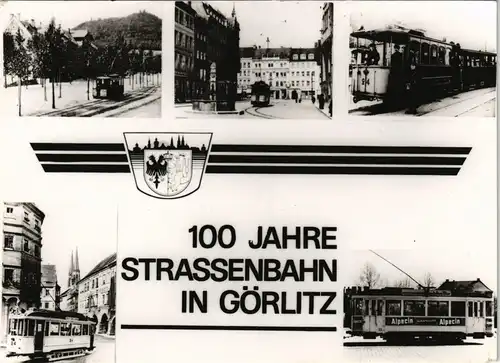 100 JAHRE
STRASSENBAHN
IN GÖRLITZ
Alpecin
Alpecin